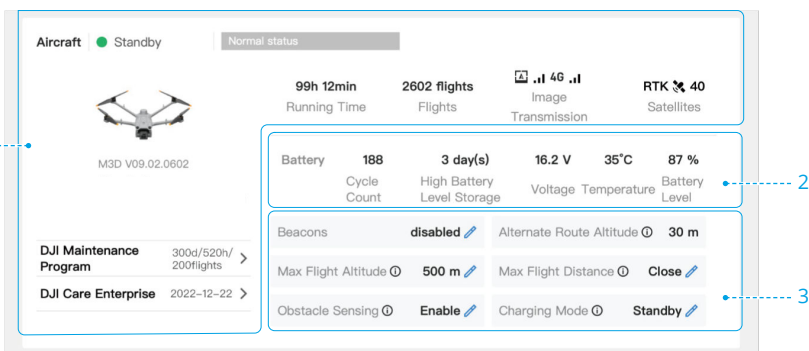 Aircraft Standby Normal status
99h 12min 2602 flights 4G RTK 40
Running Time Flights Image Transmission Satellites
M3D V09.02.0602
Battery 188 3 day(s) 16.2 V 35°C 87 %
Cycle Count High Battery Level Storage Voltage Temperature Battery Level
2
Beacons disabled Alternate Route Altitude 30 m
DJI Maintenance Program 300d/520h/200flights
Max Flight Altitude 500 m Max Flight Distance Close
DJI Care Enterprise 2022-12-22
Obstacle Sensing Enable Charging Mode Standby
3